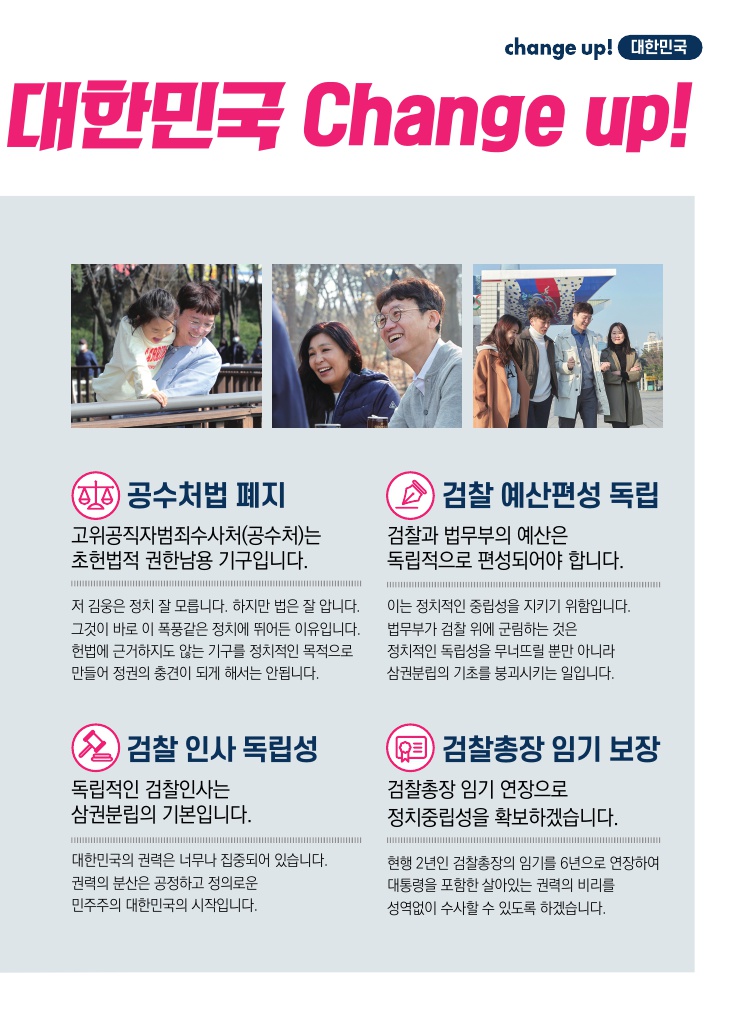 change up! 대한민국
대한민국 Change up!
공수처법 폐지
고위공직자범죄수사처(공수처)는
초헌법적 권한남용 기구입니다.
저 김웅은 정치 잘 모릅니다. 하지만 법은 잘 압니다.
그것이 바로 이 폭풍같은 정치에 뛰어든 이유입니다.
헌법에 근거하지도 않는 기구를 정치적인 목적으로
만들어 정권의 충견이 되게 해서는 안됩니다.
검찰 예산편성 독립
검찰과 법무부의 예산은
독립적으로 편성되어야 합니다.
이는 정치적인 중립성을 지키기 위함입니다.
법무부가 검찰 위에 군림하는 것은
정치적인 독립성을 무너뜨릴 뿐만 아니라
삼권분립의 기초를 붕괴시키는 일입니다.
검찰 인사 독립성
독립적인 검찰인사는
삼권분립의 기본입니다.
대한민국의 권력은 너무나 집중되어 있습니다.
권력의 분산은 공정하고 정의로운
민주주의 대한민국의 시작입니다.
검찰총장 임기 보장
검찰총장 임기 연장으로
정치중립성을 확보하겠습니다.
현행 2년인 검찰총장의 임기를 6년으로 연장하여
대통령을 포함한 살아있는 권력의 비리를
성역없이 수사할 수 있도록 하겠습니다.